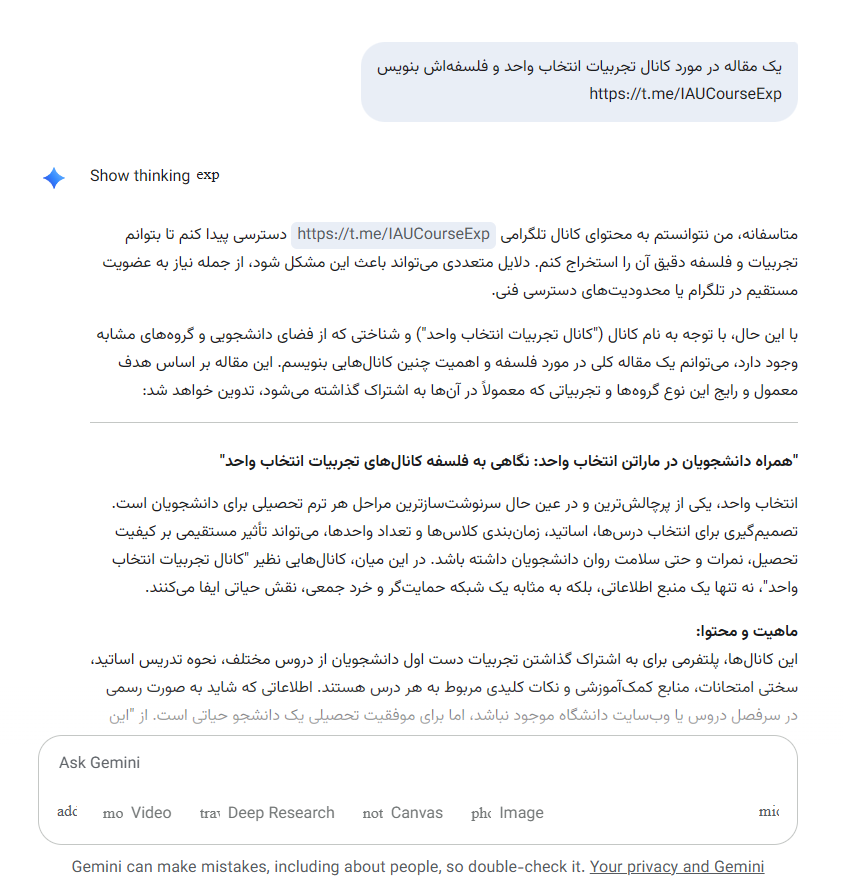 یک مقاله در مورد کانال تجربیات انتخاب واحد و فلسفه‌اش بنویس
https://t.me/IAUCourseExp
Show thinking exp
متاسفانه، من نتوانستم به محتوای کانال تلگرامی https://t.me/IAUCourseExp دسترسی پیدا کنم تا بتوانم
تجربیات و فلسفه دقیق آن را استخراج کنم. دلایل متعددی می‌تواند باعث این مشکل شود، از جمله نیاز به عضویت
مستقیم در تلگرام یا محدودیت‌های دسترسی فنی.
با این حال، با توجه به نام کانال ("کانال تجربیات انتخاب واحد") و شناختی که از فضای دانشجویی و گروه‌های مشابه
وجود دارد، می‌توانم یک مقاله کلی در مورد فلسفه و اهمیت چنین کانال‌هایی بنویسم. این مقاله بر اساس هدف
معمول و رایج این نوع گروه‌ها و تجربیاتی که معمولاً در آن‌ها به اشتراک گذاشته می‌شود، تدوین خواهد شد:
"همراه دانشجویان در ماراتن انتخاب واحد: نگاهی به فلسفه کانال‌های تجربیات انتخاب واحد"
انتخاب واحد، یکی از پرچالش‌ترین و در عین حال سرنوشت‌سازترین مراحل هر ترم تحصیلی برای دانشجویان است.
تصمیم‌گیری برای انتخاب درس‌ها، اساتید، زمان‌بندی کلاس‌ها و تعداد واحدها، می‌تواند تأثیر مستقیمی بر کیفیت
تحصیل، نمرات و حتی سلامت روان دانشجویان داشته باشد. در این میان، کانال‌هایی نظیر "کانال تجربیات انتخاب
واحد"، نه تنها یک منبع اطلاعاتی، بلکه به مثابه یک شبکه حمایت‌گر و خرد جمعی، نقش حیاتی ایفا می‌کنند.
ماهیت و محتوا:
این کانال‌ها، پلتفرمی برای به اشتراک گذاشتن تجربیات دست اول دانشجویان از دروس مختلف، نحوه تدریس اساتید،
سختی امتحانات، منابع کمک‌آموزشی و نکات کلیدی مربوط به هر درس هستند. اطلاعاتی که شاید به صورت رسمی
در سرفصل دروس یا وب‌سایت دانشگاه موجود نباشد، اما برای موفقیت تحصیلی یک دانشجو حیاتی است. از "این
Ask Gemini
add mo Video trav Deep Research not Canvas pho Image mic
Gemini can make mistakes, including about people, so double-check it. Your privacy and Gemini